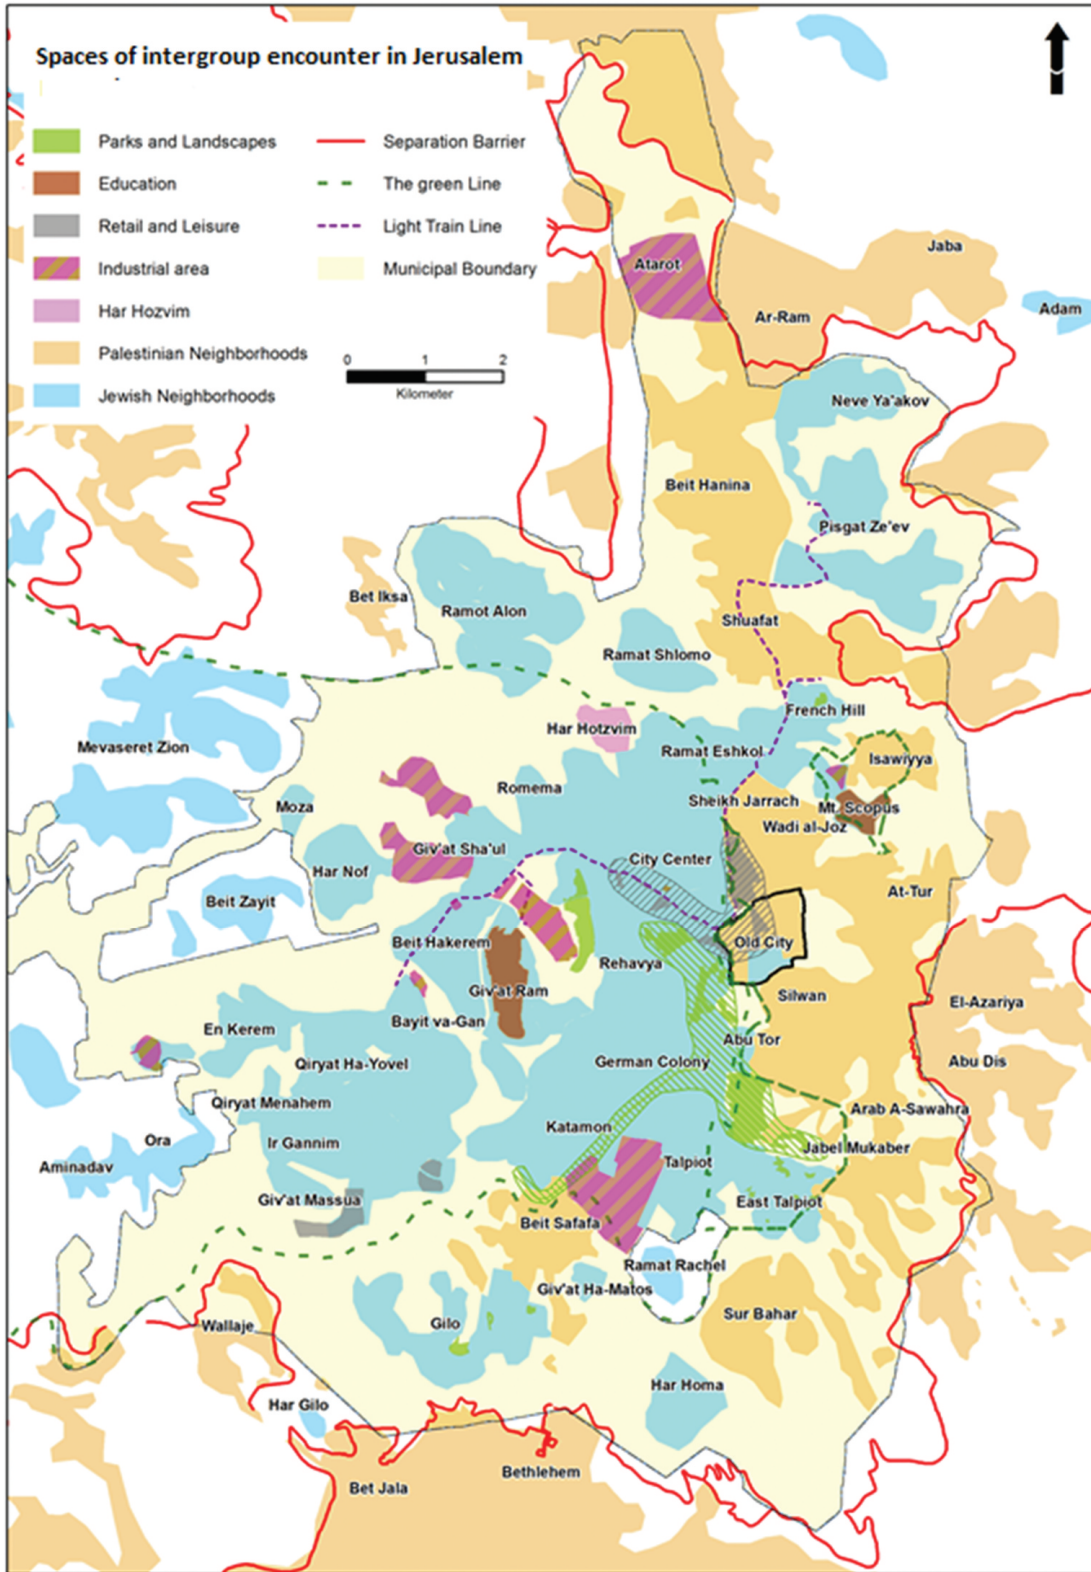 Spaces of intergroup encounter in Jerusalem
Parks and Landscapes
Education
Retail and Leisure
Industrial area
Har Hozvim
Palestinian Neighborhoods
Jewish Neighborhoods
Separation Barrier
The green Line
Light Train Line
Municipal Boundary
0 1 2
Kilometer
Jaba
Atarot
Adam
Ar-Ram
Neve Ya'akov
Beit Hanina
Pisgat Ze'ev
Bet Iksa
Ramot Alon
Shuafat
Ramat Shlomo
French Hill
Har Hotzvim
Mevaseret Zion
Ramat Eshkol
Isawiyya
Romema
Sheikh Jarrach
Moza
Mt. Scopus
Wadi al-Joz
Giv'at Sha'ul
City Center
Har Nof
At-Tur
Beit Zayit
Beit Hakerem
Old City
Rehavya
Giv'at Ram
Silwan
El-Azariya
Bayit va-Gan
En Kerem
Abu Tor
German Colony
Abu Dis
Qiryat Ha-Yovel
Qiryat Menahem
Arab A-Sawahra
Katamon
Ora
Ir Gannim
Jabel Mukaber
Aminadav
Talpiot
Giv'at Massua
East Talpiot
Beit Safafa
Ramat Rachel
Giv'at Ha-Matos
Sur Bahar
Wallaje
Gilo
Har Homa
Har Gilo
Bethlehem
Bet Jala